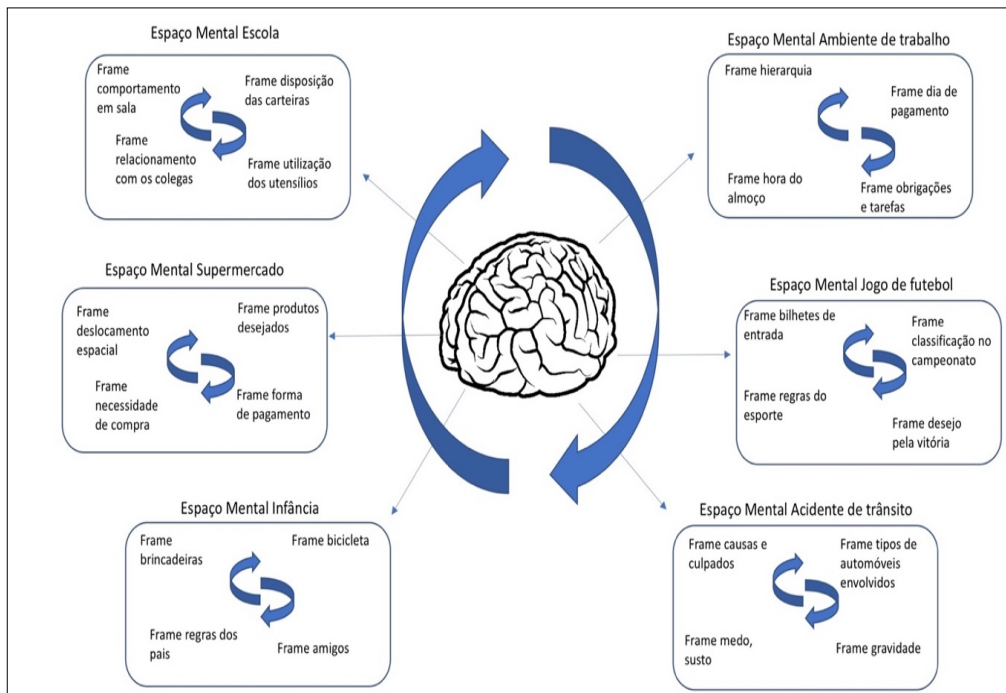 Espaço Mental Escola
Frame
comportamento
em sala
Frame disposição
das carteiras
Frame
relacionamento
com os colegas
Frame utilização
dos utensílios
Espaço Mental Ambiente de trabalho
Frame hierarquia
Frame dia de
pagamento
Frame hora do
almoço
Frame obrigações
e tarefas
Espaço Mental Supermercado
Frame
deslocamento
espacial
Frame produtos
desejados
Frame
necessidade
de compra
Frame forma
de pagamento
Espaço Mental Jogo de futebol
Frame bilhetes de
entrada
Frame
classificação no
campeonato
Frame regras do
esporte
Frame desejo
pela vitória
Espaço Mental Infância
Frame
brincadeiras
Frame bicicleta
Frame regras dos
pais
Frame amigos
Espaço Mental Acidente de trânsito
Frame causas e
culpados
Frame tipos de
automóveis
envolvidos
Frame medo,
susto
Frame gravidade